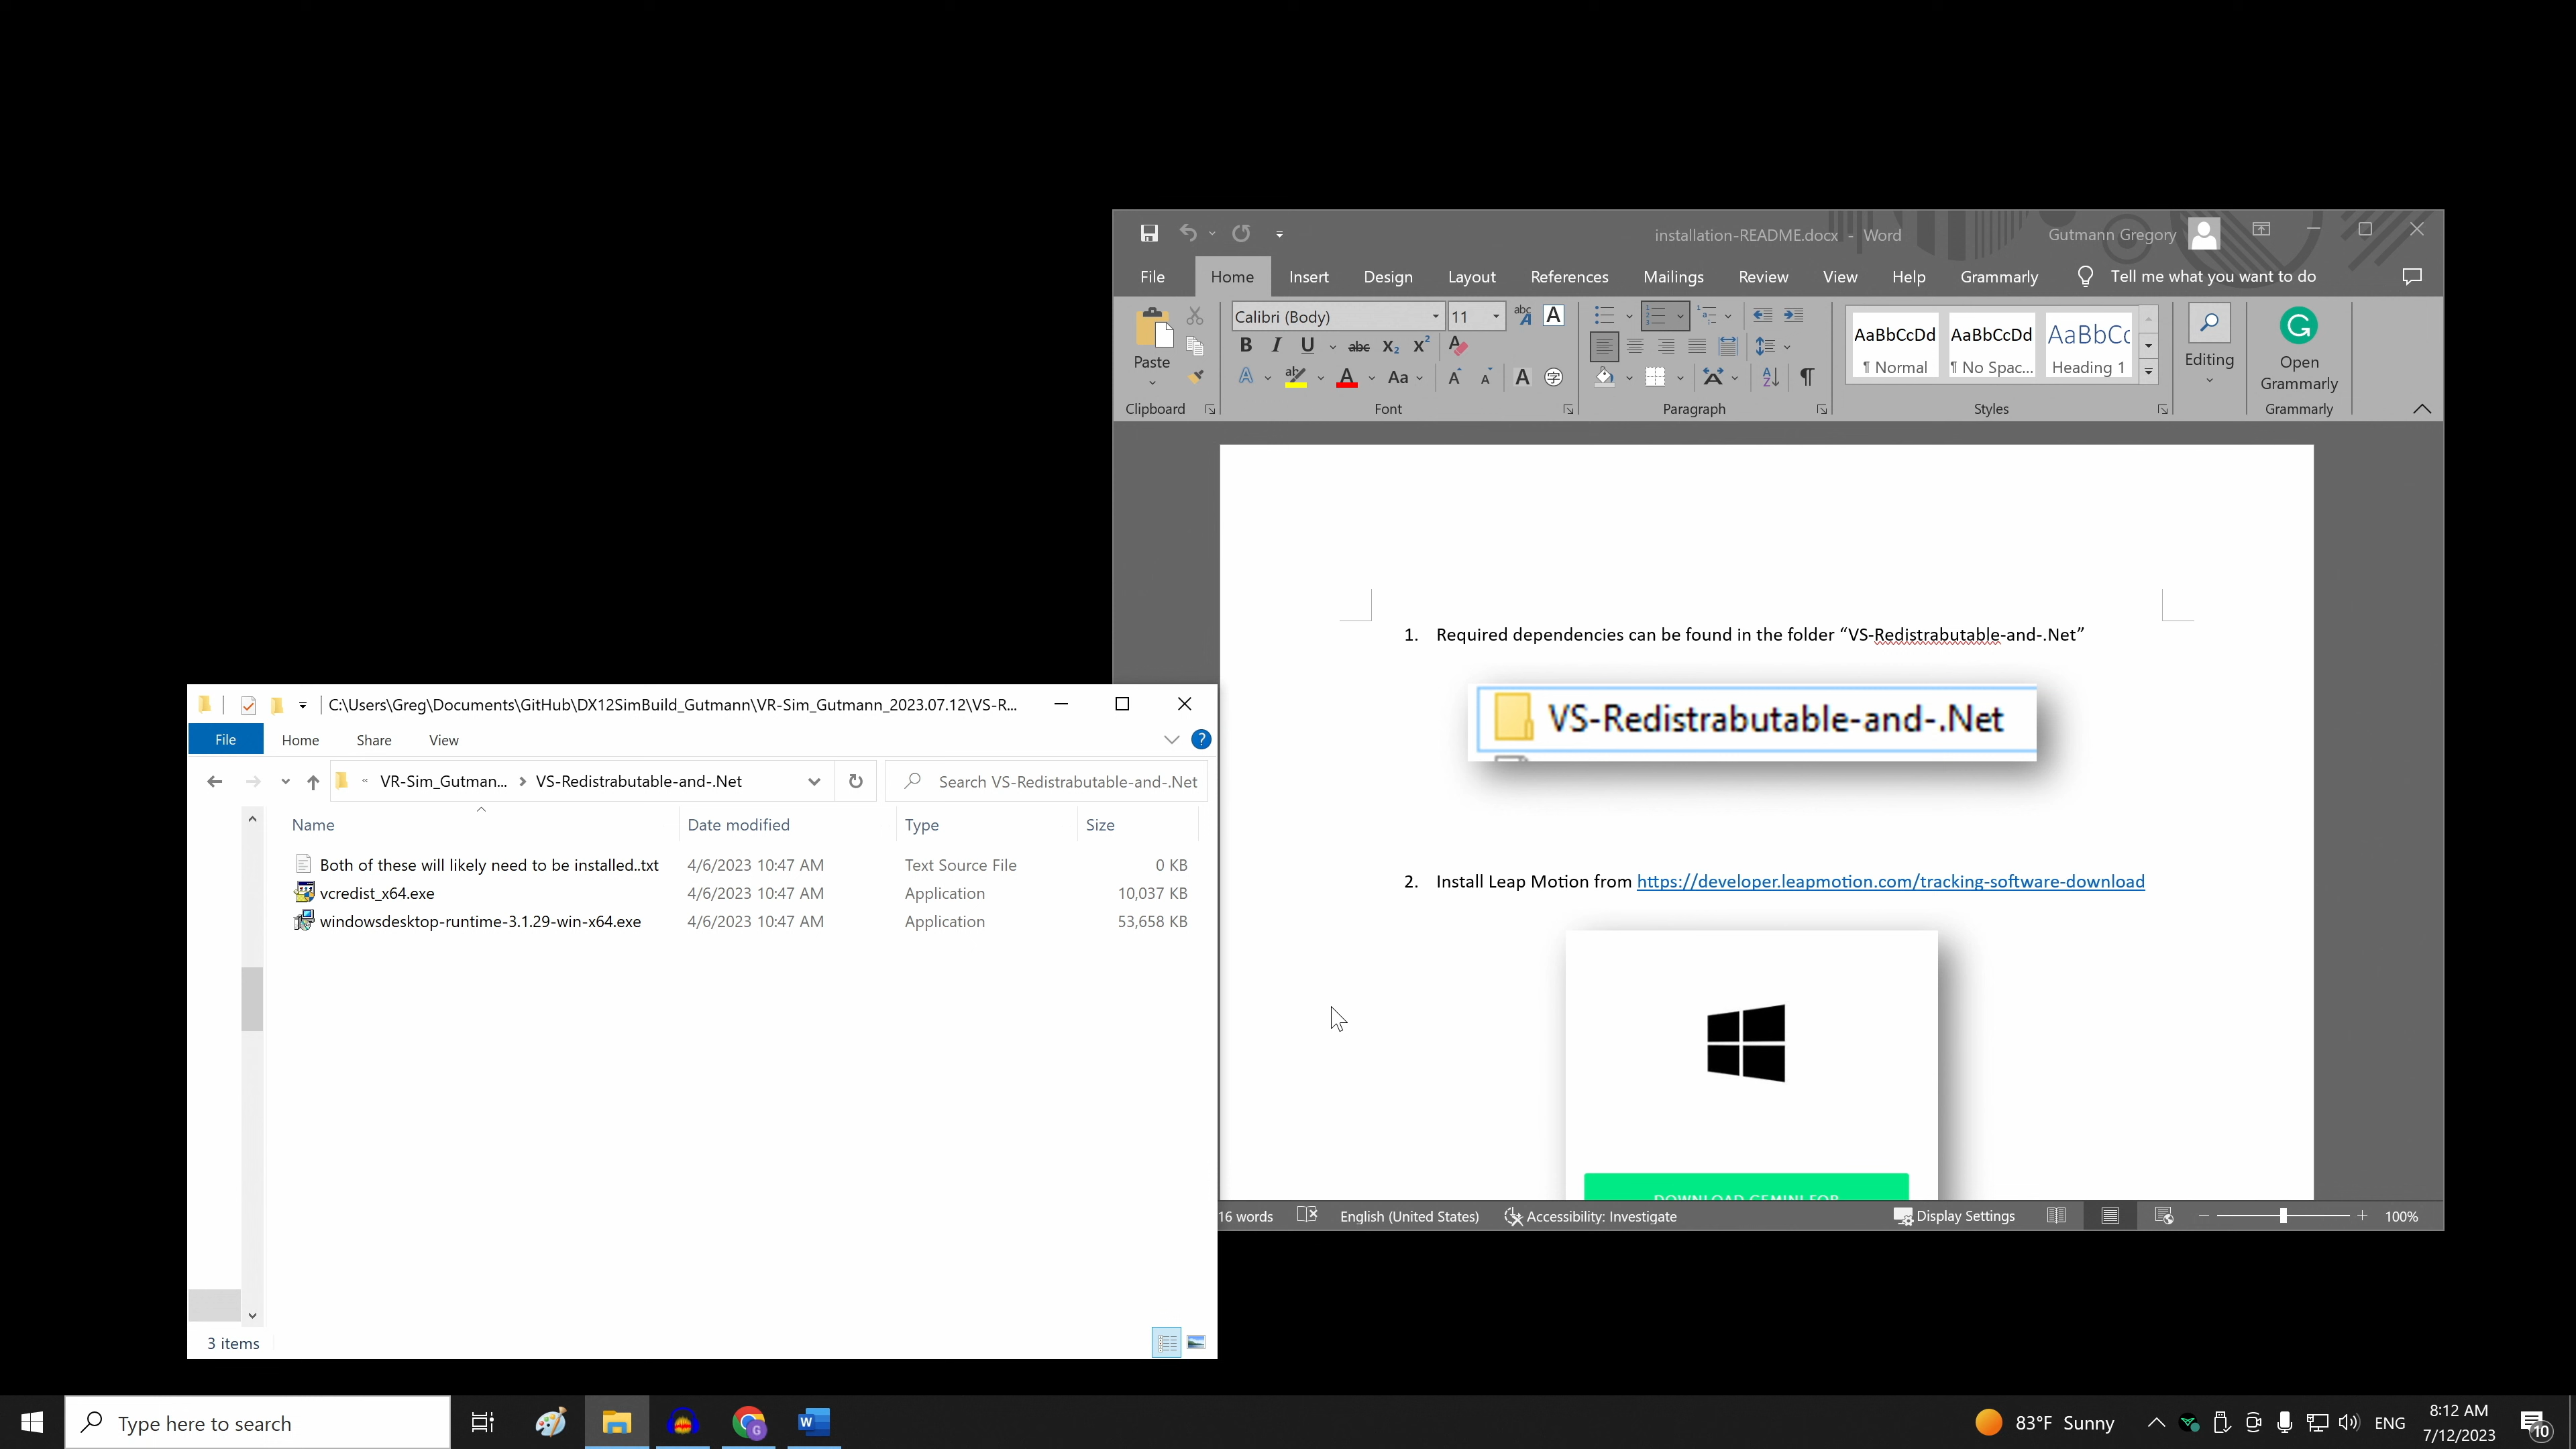 installation-README.docx - Word
Gutmann Gregory
File Home Insert Design Layout References Mailings Review View Help Grammarly Tell me what you want to do
Paste
Calibri (Body) 11
AaBbCcDd AaBbCcDd AaBbCc
¶ Normal ¶ No Spac... Heading 1
Editing
Open
Grammarly
Clipboard Font Paragraph Styles Grammarly
1. Required dependencies can be found in the folder “VS-Redistrabutable-and-.Net”
VS-Redistrabutable-and-.Net
2. Install Leap Motion from https://developer.leapmotion.com/tracking-software-download
DOWNLOAD GEMINI FOR
16 words English (United States) Accessibility: Investigate Display Settings 100%
C:\Users\Greg\Documents\GitHub\DX12SimBuild_Gutmann\VR-Sim_Gutmann_2023.07.12\VS-R...
File Home Share View
« VR-Sim_Gutman... > VS-Redistrabutable-and-.Net
Search VS-Redistrabutable-and-.Net
Name Date modified Type Size
Both of these will likely need to be installed..txt 4/6/2023 10:47 AM Text Source File 0 KB
vcredist_x64.exe 4/6/2023 10:47 AM Application 10,037 KB
windowsdesktop-runtime-3.1.29-win-x64.exe 4/6/2023 10:47 AM Application 53,658 KB
3 items
Type here to search
83°F Sunny
ENG
8:12 AM
7/12/2023
10